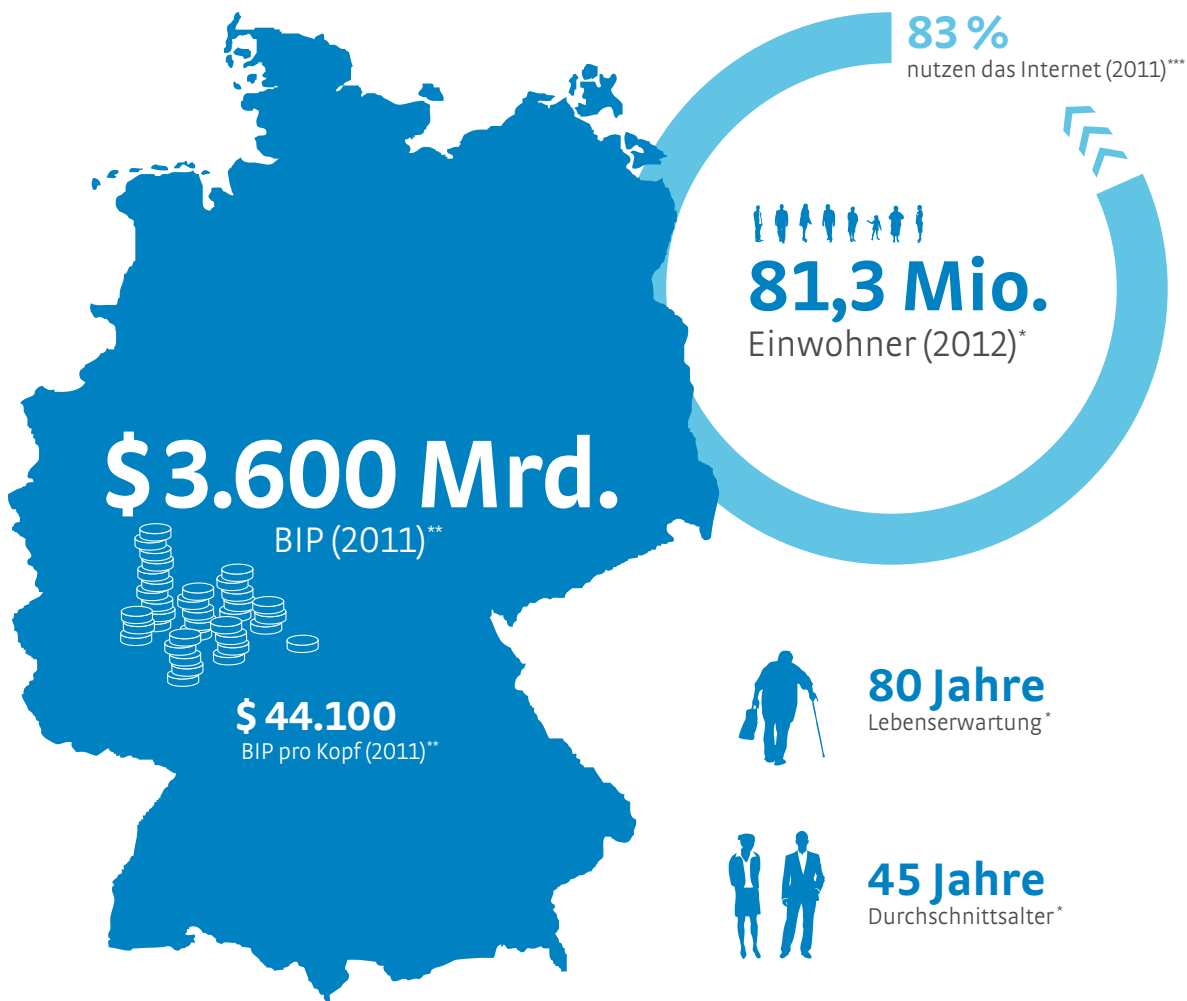 83 %
nutzen das Internet (2011)***
81,3 Mio.
Einwohner (2012)*
$ 3.600 Mrd.
BIP (2011)**
$ 44.100
BIP pro Kopf (2011)**
80 Jahre
Lebenserwartung*
45 Jahre
Durchschnittsalter*